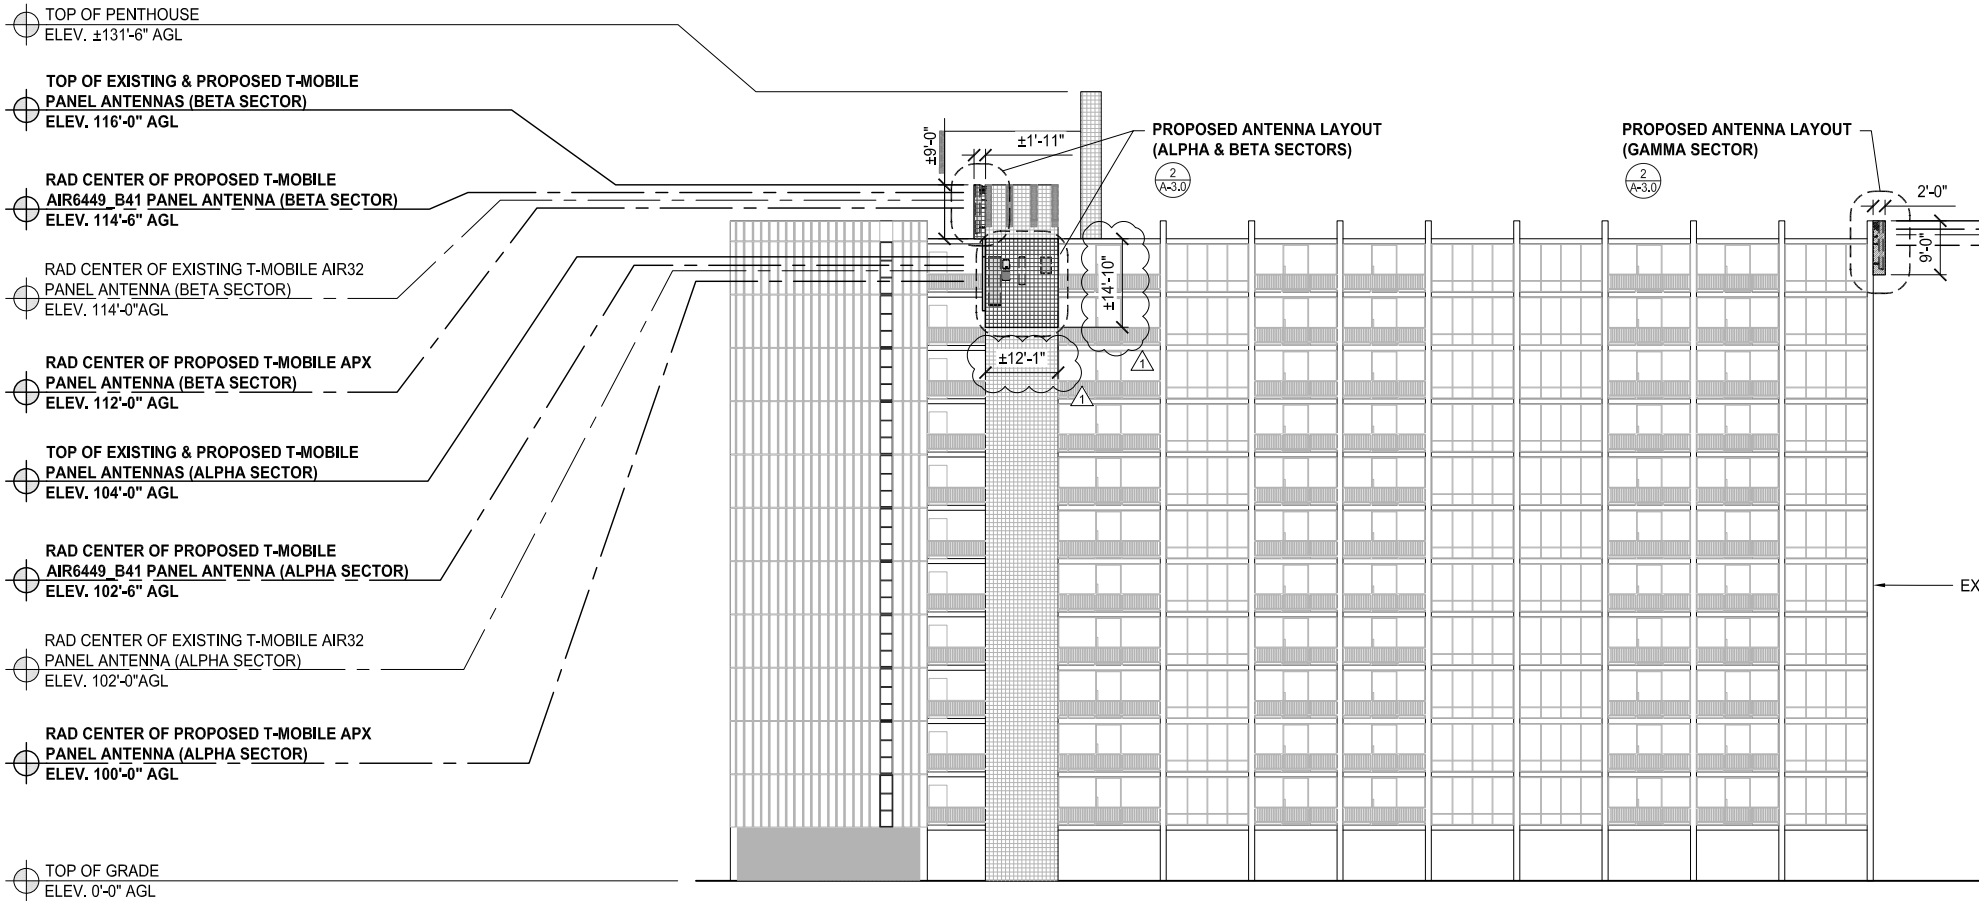 TOP OF PENTHOUSE
ELEV. ±131'-6" AGL
TOP OF EXISTING & PROPOSED T-MOBILE
PANEL ANTENNAS (BETA SECTOR)
ELEV. 116'-0" AGL
RAD CENTER OF PROPOSED T-MOBILE
AIR6449_B41 PANEL ANTENNA (BETA SECTOR)
ELEV. 114'-6" AGL
RAD CENTER OF EXISTING T-MOBILE AIR32
PANEL ANTENNA (BETA SECTOR)
ELEV. 114'-0"AGL
RAD CENTER OF PROPOSED T-MOBILE APX
PANEL ANTENNA (BETA SECTOR)
ELEV. 112'-0" AGL
TOP OF EXISTING & PROPOSED T-MOBILE
PANEL ANTENNAS (ALPHA SECTOR)
ELEV. 104'-0" AGL
RAD CENTER OF PROPOSED T-MOBILE
AIR6449_B41 PANEL ANTENNA (ALPHA SECTOR)
ELEV. 102'-6" AGL
RAD CENTER OF EXISTING T-MOBILE AIR32
PANEL ANTENNA (ALPHA SECTOR)
ELEV. 102'-0"AGL
RAD CENTER OF PROPOSED T-MOBILE APX
PANEL ANTENNA (ALPHA SECTOR)
ELEV. 100'-0" AGL
TOP OF GRADE
ELEV. 0'-0" AGL
±9'-0"
±1'-11"
PROPOSED ANTENNA LAYOUT
(ALPHA & BETA SECTORS)
2
A-3.0
±14'-10"
1
±12'-1"
1
PROPOSED ANTENNA LAYOUT
(GAMMA SECTOR)
2
A-3.0
2'-0"
9'-0"
EX